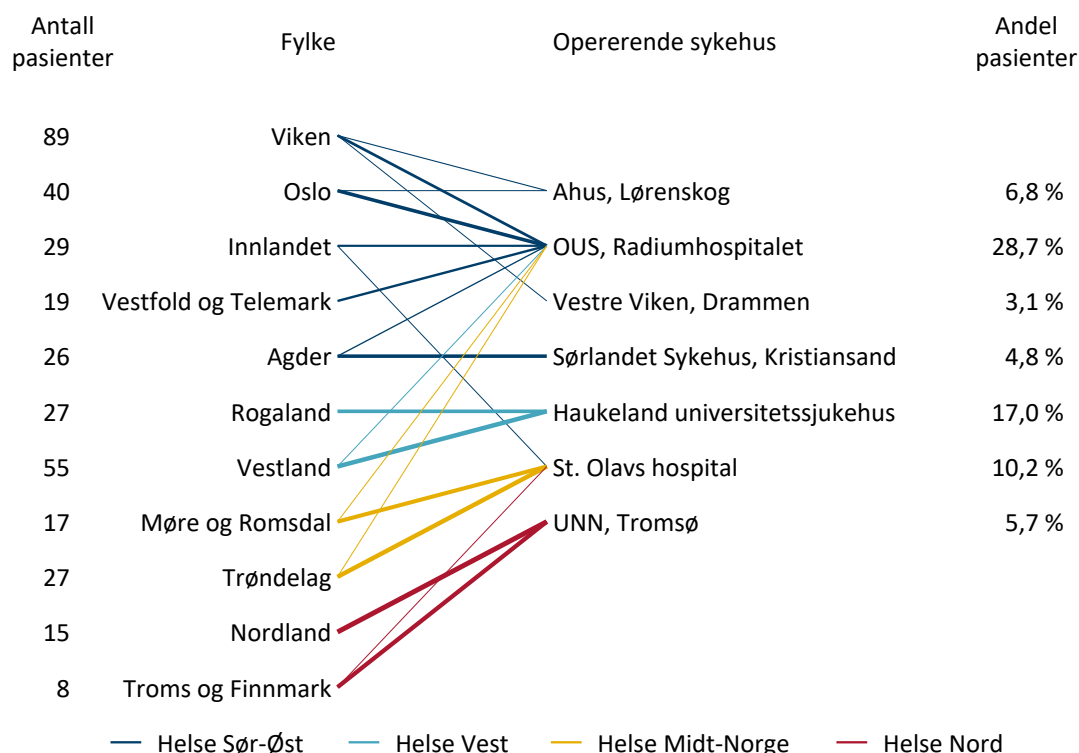 Antall pasienter
Fylke
Opererende sykehus
Andel pasienter
89 Viken
40 Oslo Ahus, Lørenskog 6,8 %
29 Innlandet OUS, Radiumhospitalet 28,7 %
19 Vestfold og Telemark Vestre Viken, Drammen 3,1 %
26 Agder Sørlandet Sykehus, Kristiansand 4,8 %
27 Rogaland Haukeland universitetssjukehus 17,0 %
55 Vestland St. Olavs hospital 10,2 %
17 Møre og Romsdal UNN, Tromsø 5,7 %
27 Trøndelag
15 Nordland
8 Troms og Finnmark
Helse Sør-Øst Helse Vest Helse Midt-Norge Helse Nord